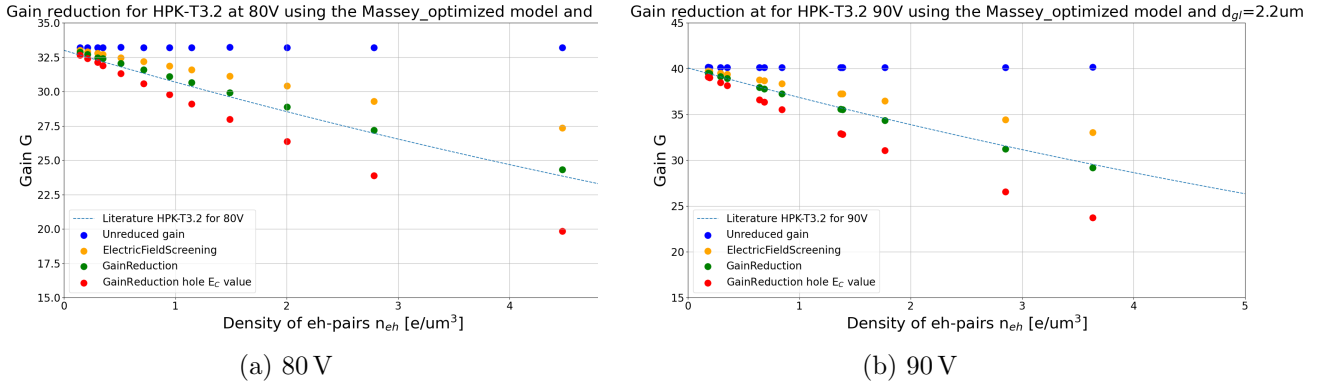 Gain reduction for HPK-T3.2 at 80V using the Massey_optimized model and
Gain G
35.0
32.5
30.0
27.5
25.0
22.5
20.0
17.5
15.0
Literature HPK-T3.2 for 80V
Unreduced gain
ElectricFieldScreening
GainReduction
GainReduction hole E_C value
0 1 2 3 4
Density of eh-pairs n_eh [e/um³]
(a) 80 V
Gain reduction at for HPK-T3.2 90V using the Massey_optimized model and d_gl=2.2um
Gain G
45
40
35
30
25
20
15
Literature HPK-T3.2 for 90V
Unreduced gain
ElectricFieldScreening
GainReduction
GainReduction hole E_C value
0 1 2 3 4 5
Density of eh-pairs n_eh [e/um³]
(b) 90 V